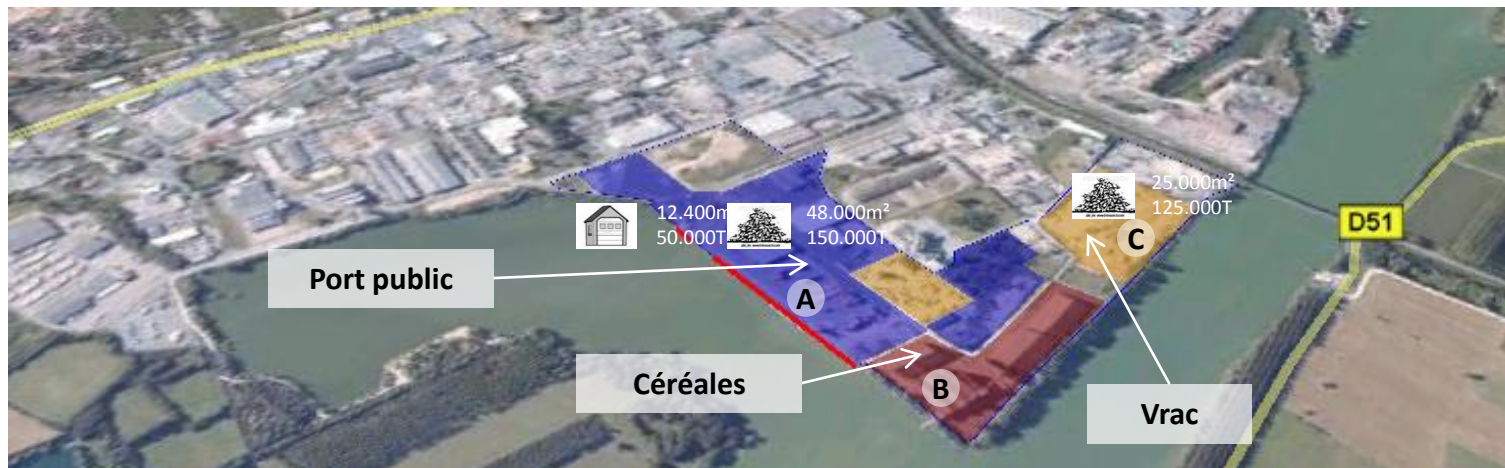 12.400m
50.000T
48.000m²
150.000T
25.000m²
125.000T
D51
C
Port public
A
Céréales
B
Vrac